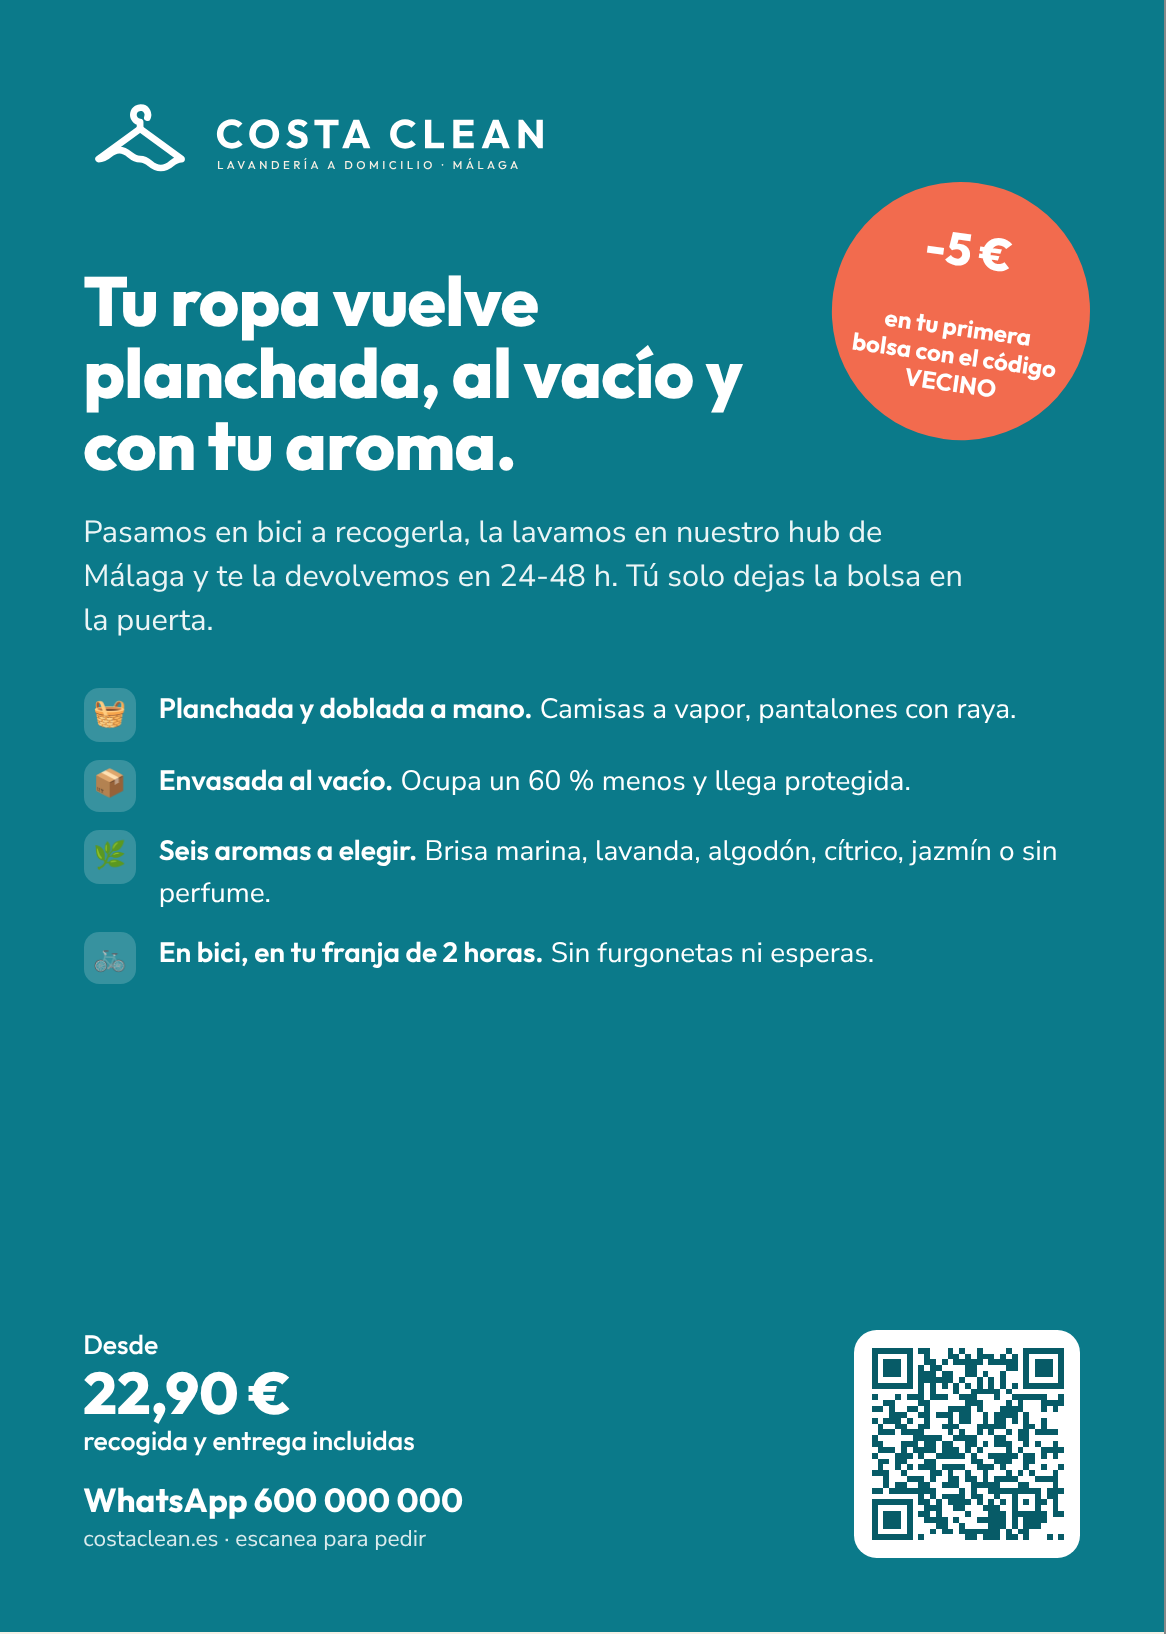 COSTA CLEAN
LAVANDERÍA A DOMICILIO · MÁLAGA
-5 €
en tu primera
bolsa con el código
VECINO
Tu ropa vuelve
planchada, al vacío y
con tu aroma.
Pasamos en bici a recogerla, la lavamos en nuestro hub de
Málaga y te la devolvemos en 24-48 h. Tú solo dejas la bolsa en
la puerta.
Planchada y doblada a mano. Camisas a vapor, pantalones con raya.
Envasada al vacío. Ocupa un 60 % menos y llega protegida.
Seis aromas a elegir. Brisa marina, lavanda, algodón, cítrico, jazmín o sin
perfume.
En bici, en tu franja de 2 horas. Sin furgonetas ni esperas.
Desde
22,90 €
recogida y entrega incluidas
WhatsApp 600 000 000
costaclean.es · escanea para pedir